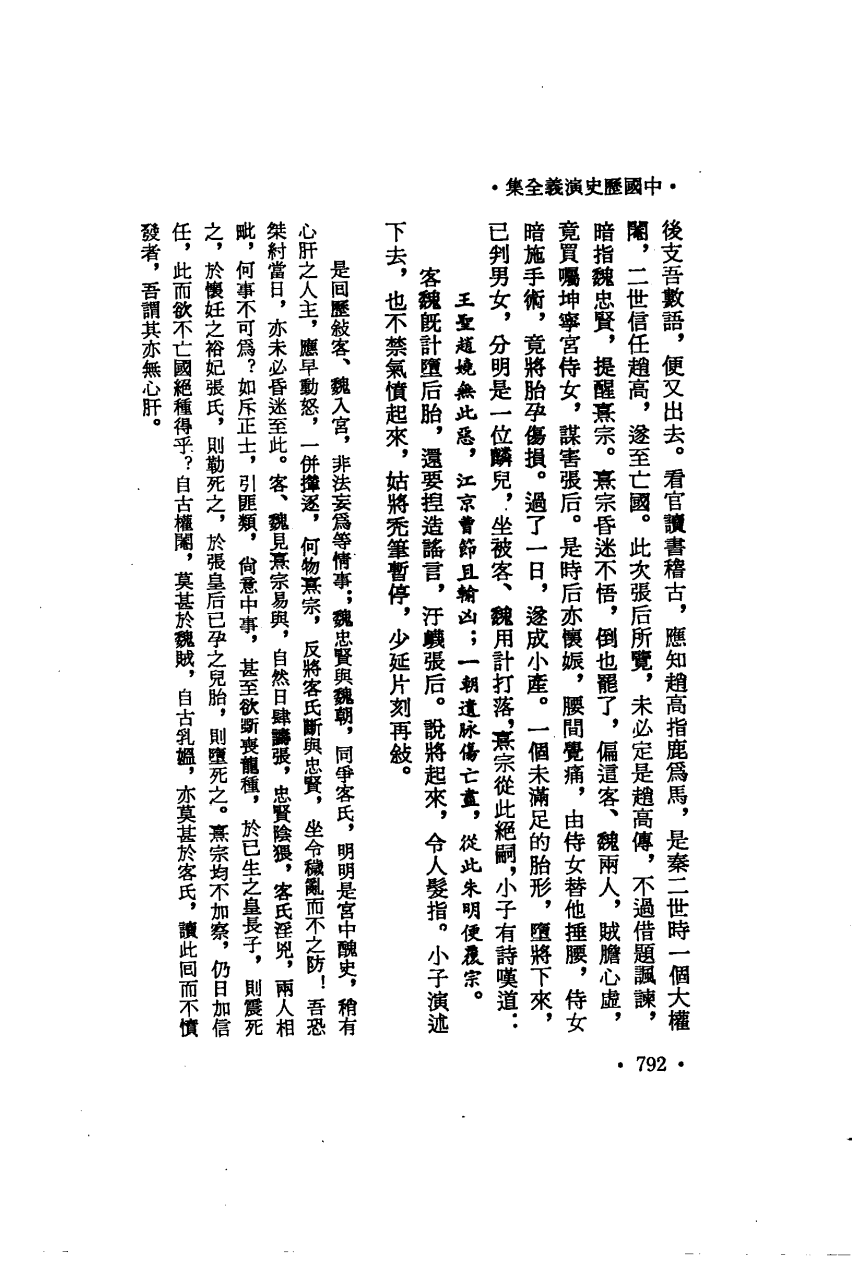 ·中國歷史演義全集·
後支吾數語，便又出去。看官讀書稽古，應知趙高指鹿爲馬，是秦二世時一個大權
閹，二世信任趙高，遂至亡國。此次張后所覽，未必定是趙高傳，不過借題諷諫，
暗指魏忠賢，提醒熹宗。熹宗昏迷不悟，倒也罷了，偏這客、魏兩人，賊膽心虛，
竟買囑坤寧宮侍女，謀害張后。是時后亦懷娠，腰間覺痛，由侍女替他捶腰，侍女
暗施手術，竟將胎孕傷損。過了一日，遂成小產。一個未滿足的胎形，墮將下來，
已判男女，分明是一位麟兒，坐被客、魏用計打落，熹宗從此絕嗣，小子有詩嘆道：
王聖趙嬈無此惡，江京曹節且輸凶；一朝遺脉傷亡盡，從此朱明便覆宗。
客魏既計墮后胎，還要捏造謠言，汙衊張后。說將起來，令人髮指。小子演述
下去，也不禁氣憤起來，姑將禿筆暫停，少延片刻再敍。
是回歷敍客、魏入宮，非法妄爲等情事；魏忠賢與魏朝，同爭客氏，明明是宮中醜史，稍有
心肝之人主，應早動怒，一併攆逐，何物熹宗，反將客氏斷與忠賢，坐令穢亂而不之防！吾恐
桀紂當日，亦未必昏迷至此。客、魏見熹宗易與，自然日肆譸張，忠賢陰狠，客氏淫兇，兩人相
毗，何事不可爲？如斥正士，引匪類，尙意中事，甚至欲斲喪龍種，於已生之皇長子，則震死
之，於懷妊之裕妃張氏，則勒死之，於張皇后已孕之兒胎，則墮死之。熹宗均不加察，仍日加信
任，此而欲不亡國絕種得乎？自古權閹，莫甚於魏賊，自古乳媼，亦莫甚於客氏，讀此回而不憤
發者，吾謂其亦無心肝。
·792·